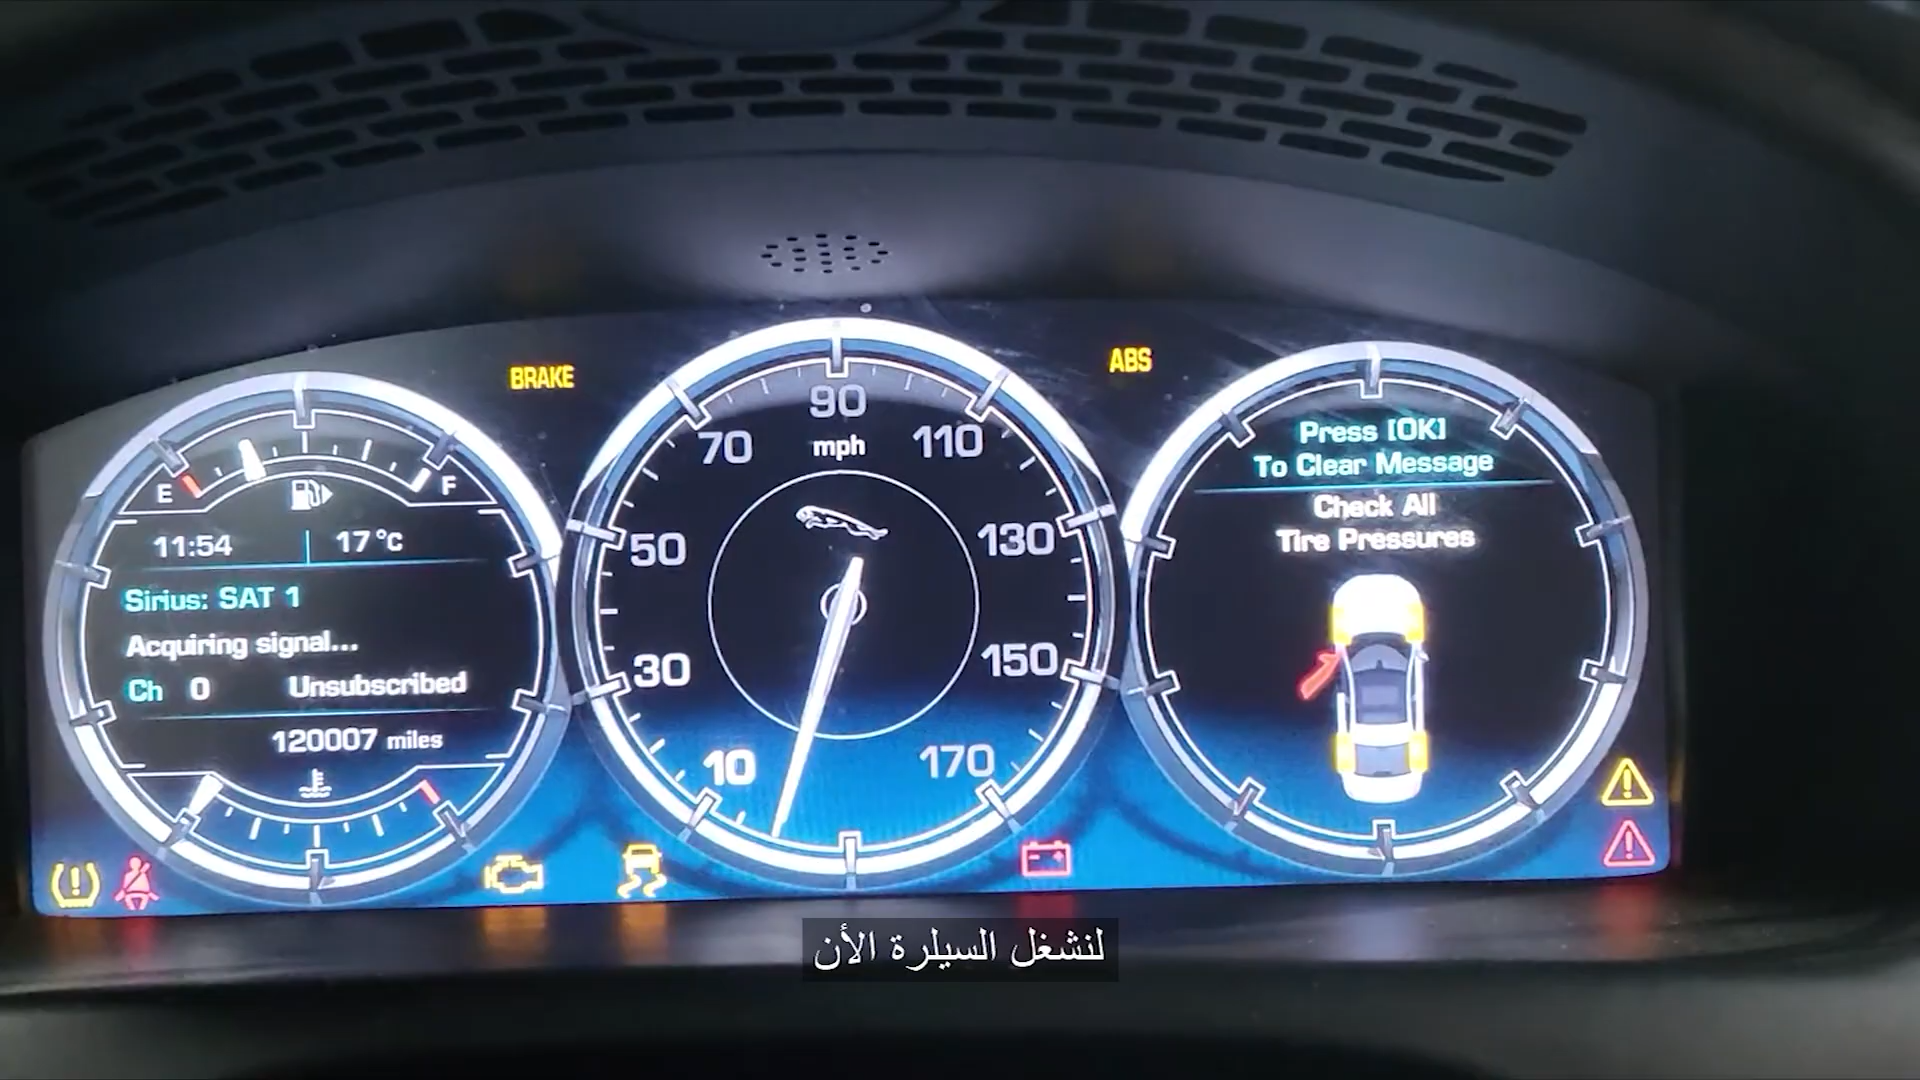 BRAKE
ABS
E
F
11:54
17 °C
Sirius: SAT 1
Acquiring signal...
Ch 0 Unsubscribed
120007 miles
90
mph
70
110
50
130
30
150
10
170
Press [OK]
To Clear Message
Check All
Tire Pressures
لنشغل السيلرة الأن